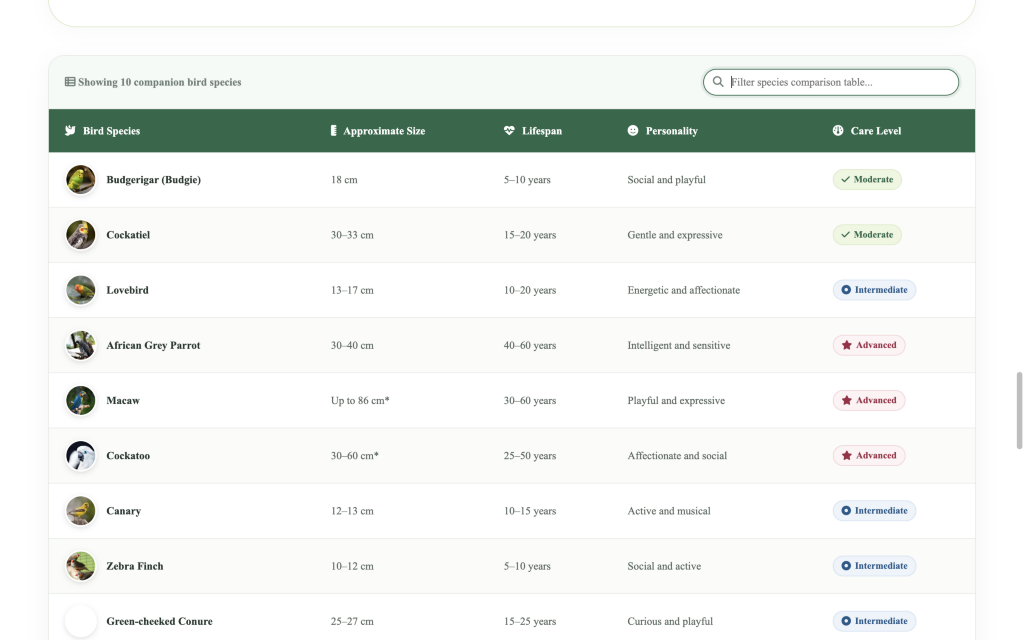 Showing 10 companion bird species
Filter species comparison table...
Bird Species Approximate Size Lifespan Personality Care Level
Budgerigar (Budgie) 18 cm 5–10 years Social and playful Moderate
Cockatiel 30–33 cm 15–20 years Gentle and expressive Moderate
Lovebird 13–17 cm 10–20 years Energetic and affectionate Intermediate
African Grey Parrot 30–40 cm 40–60 years Intelligent and sensitive Advanced
Macaw Up to 86 cm* 30–60 years Playful and expressive Advanced
Cockatoo 30–60 cm* 25–50 years Affectionate and social Advanced
Canary 12–13 cm 10–15 years Active and musical Intermediate
Zebra Finch 10–12 cm 5–10 years Social and active Intermediate
Green-cheeked Conure 25–27 cm 15–25 years Curious and playful Intermediate